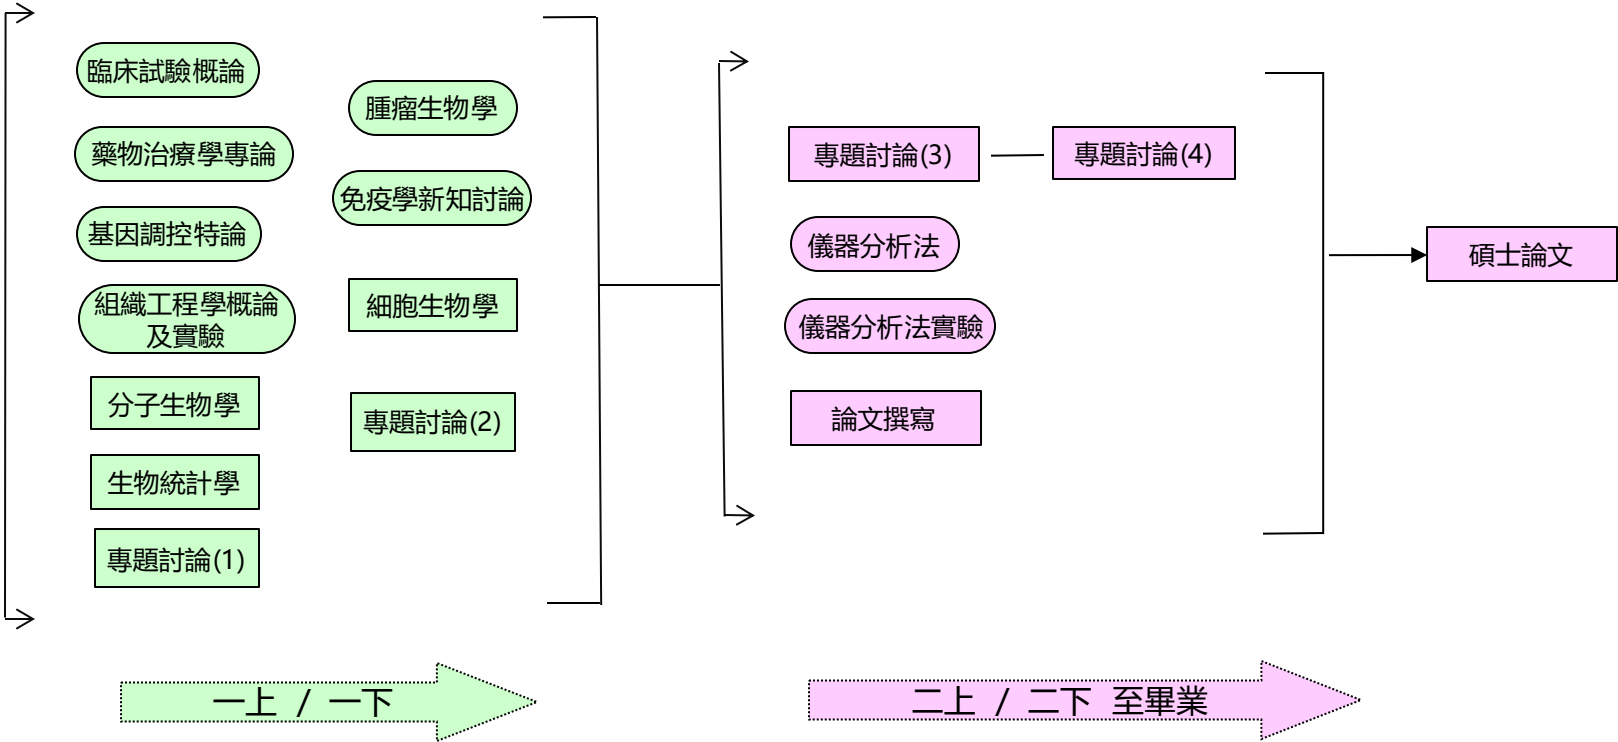 臨床試驗概論
藥物治療學專論
基因調控特論
組織工程學概論
及實驗
分子生物學
生物統計學
專題討論(1)
腫瘤生物學
免疫學新知討論
細胞生物學
專題討論(2)
專題討論(3)
專題討論(4)
儀器分析法
儀器分析法實驗
論文撰寫
碩士論文
一上 / 一下
二上 / 二下 至畢業